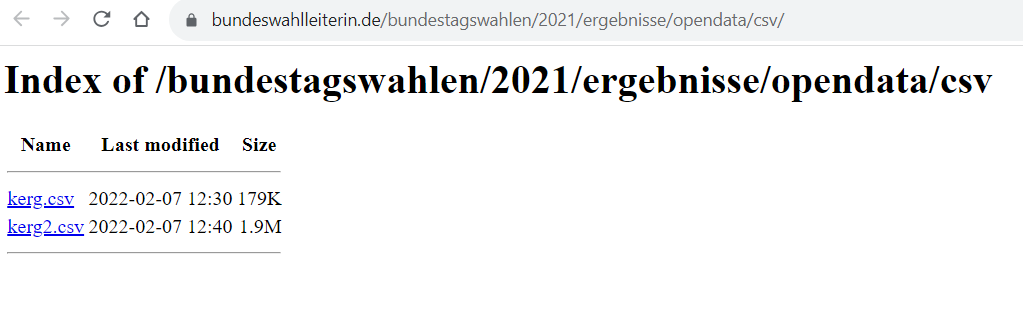 bundeswahlleiterin.de/bundestagswahlen/2021/ergebnisse/opendata/csv/
Index of /bundestagswahlen/2021/ergebnisse/opendata/csv
Name Last modified Size
kerg.csv 2022-02-07 12:30 179K
kerg2.csv 2022-02-07 12:40 1.9M